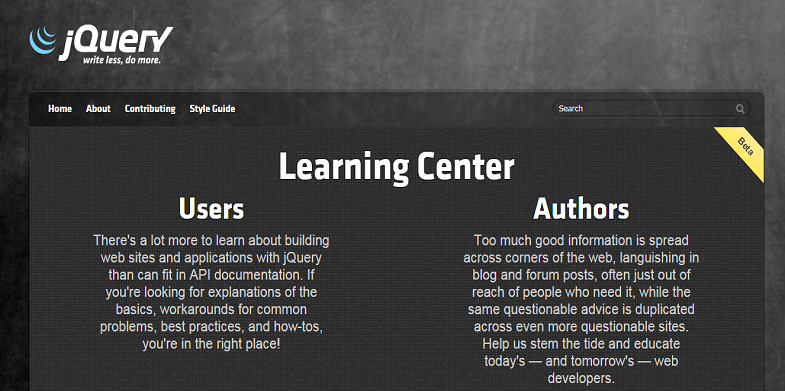 jQuery
write less, do more.
Home About Contributing Style Guide
Search
Beta
Learning Center
Users
There's a lot more to learn about building
web sites and applications with jQuery
than can fit in API documentation. If
you're looking for explanations of the
basics, workarounds for common
problems, best practices, and how-tos,
you're in the right place!
Authors
Too much good information is spread
across corners of the web, languishing in
blog and forum posts, often just out of
reach of people who need it, while the
same questionable advice is duplicated
across even more questionable sites.
Help us stem the tide and educate
today's — and tomorrow's — web
developers.